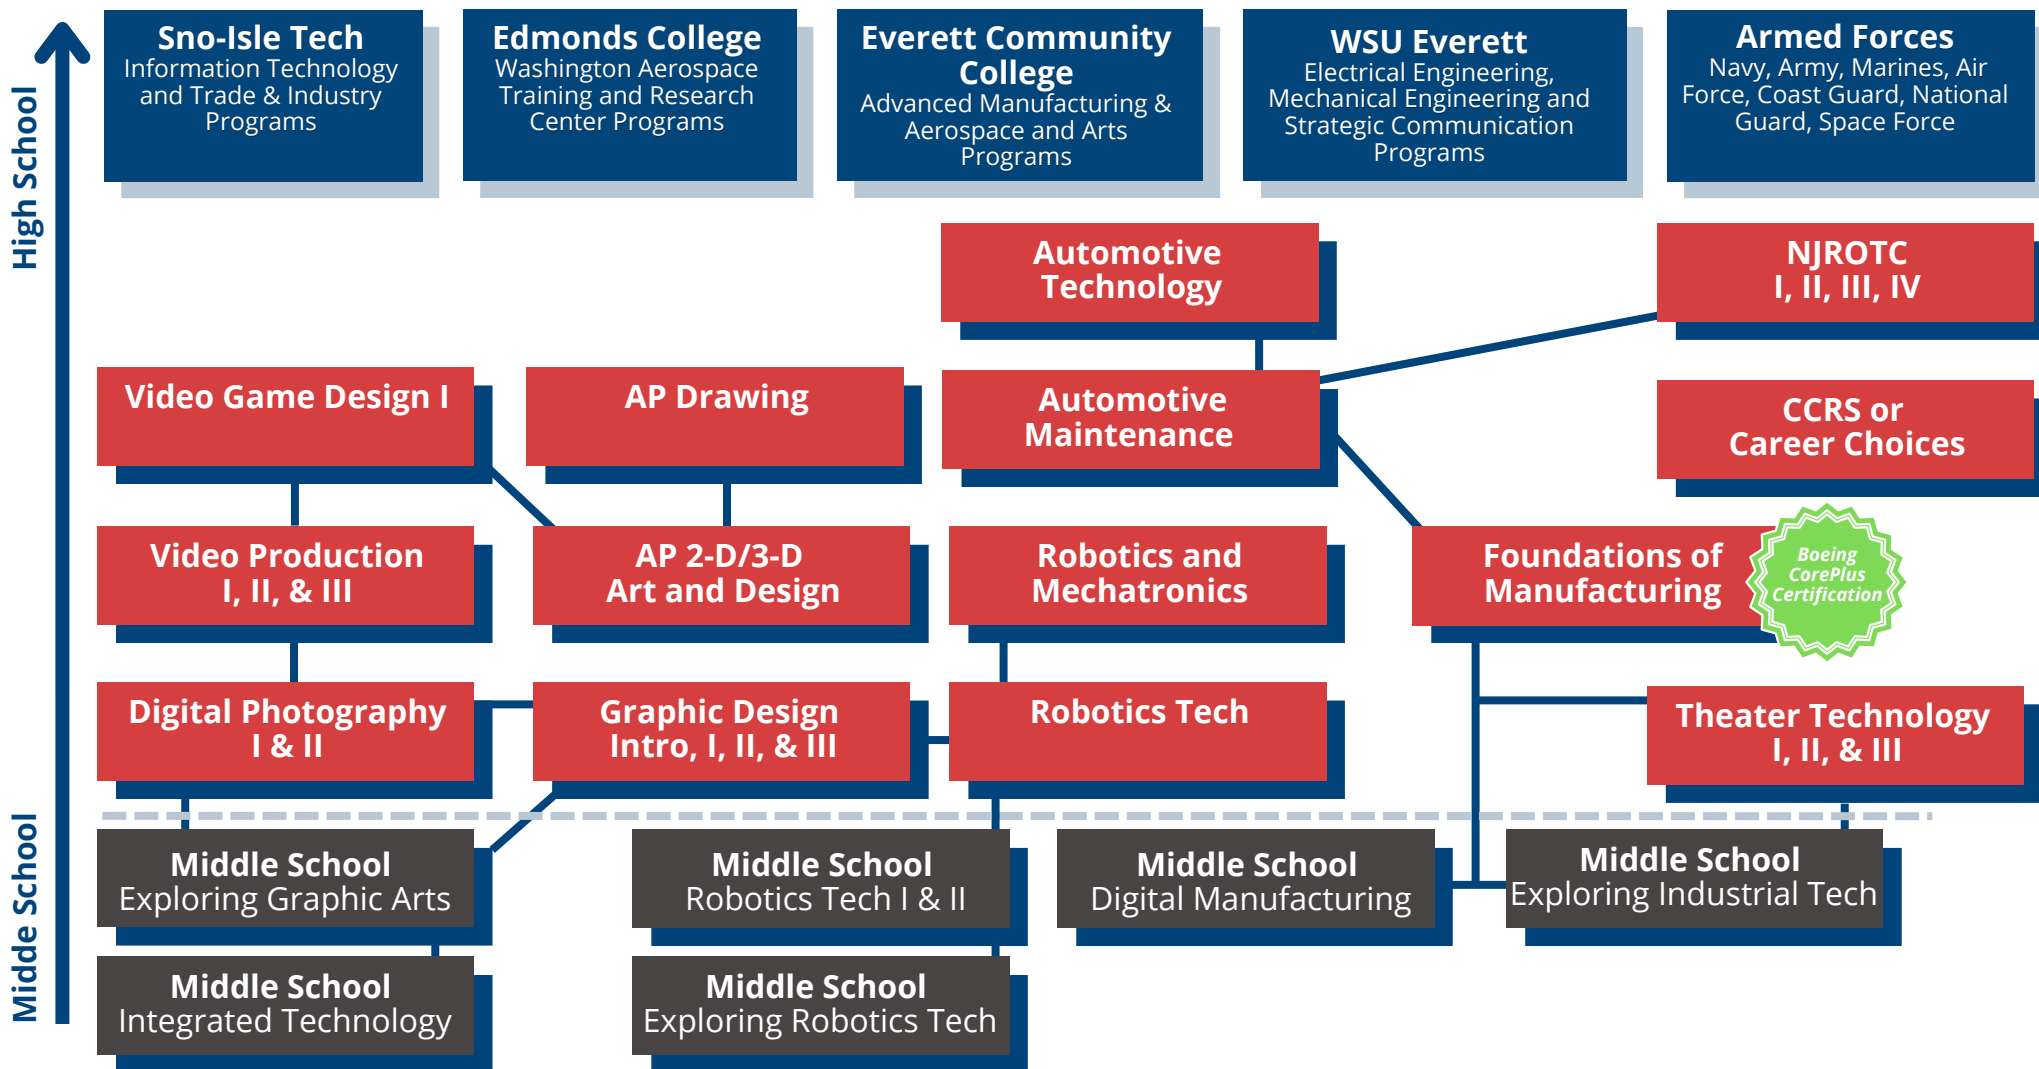 High School
Midde School
Sno-Isle Tech
Information Technology
and Trade & Industry
Programs
Edmonds College
Washington Aerospace
Training and Research
Center Programs
Everett Community
College
Advanced Manufacturing &
Aerospace and Arts
Programs
WSU Everett
Electrical Engineering,
Mechanical Engineering and
Strategic Communication
Programs
Armed Forces
Navy, Army, Marines, Air
Force, Coast Guard, National
Guard, Space Force
Automotive
Technology
NJROTC
I, II, III, IV
Video Game Design I
AP Drawing
Automotive
Maintenance
CCRS or
Career Choices
Video Production
I, II, & III
AP 2-D/3-D
Art and Design
Robotics and
Mechatronics
Foundations of
Manufacturing
Boeing
CorePlus
Certification
Digital Photography
I & II
Graphic Design
Intro, I, II, & III
Robotics Tech
Theater Technology
I, II, & III
Middle School
Exploring Graphic Arts
Middle School
Robotics Tech I & II
Middle School
Digital Manufacturing
Middle School
Exploring Industrial Tech
Middle School
Integrated Technology
Middle School
Exploring Robotics Tech